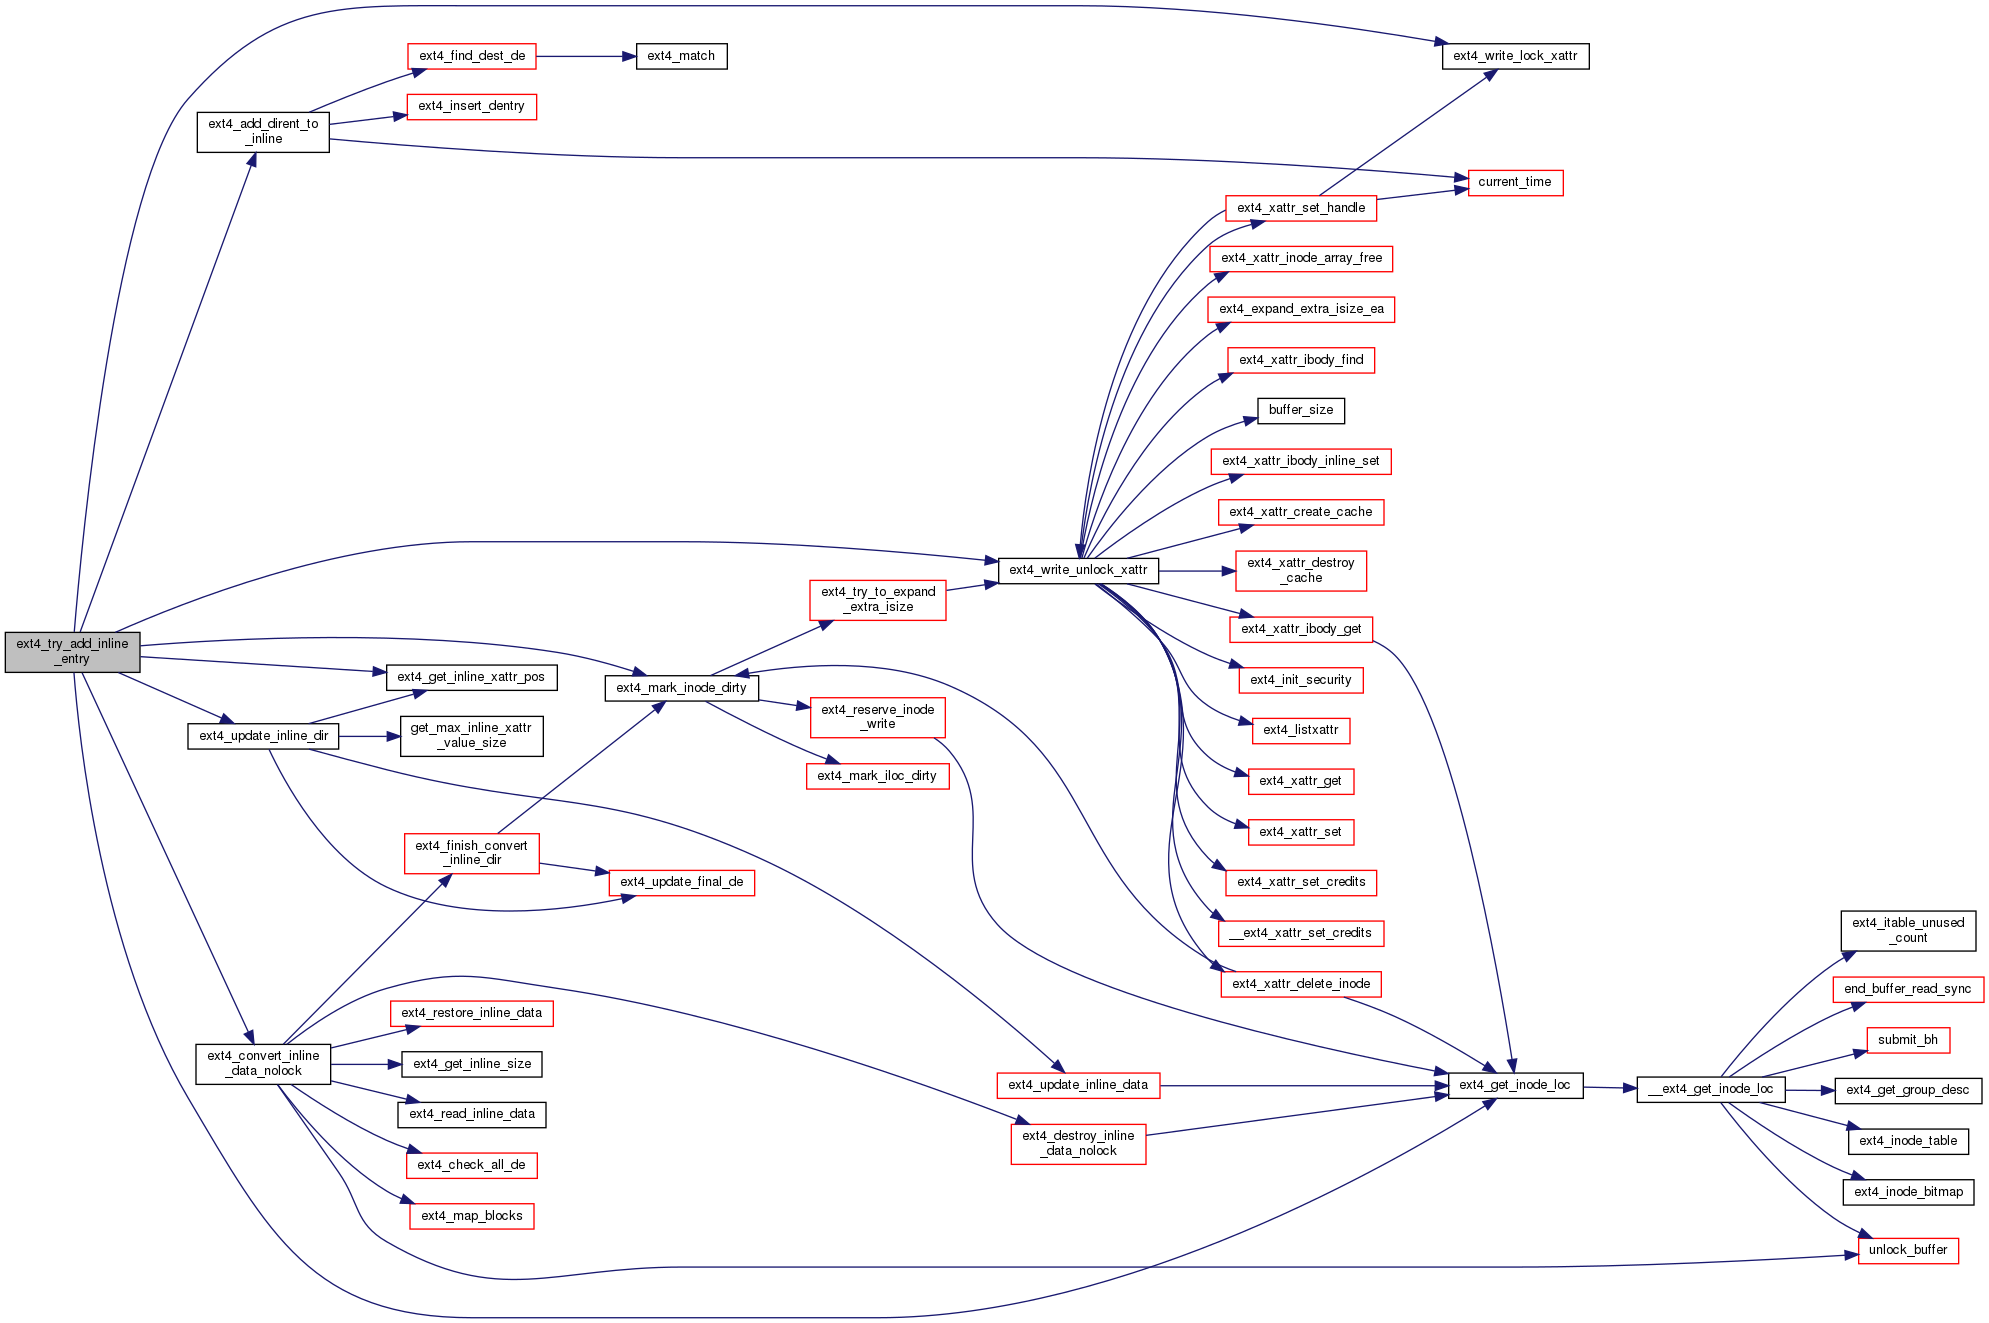 ext4_try_add_inline
_entry
ext4_add_dirent_to
_inline
ext4_update_inline_dir
ext4_convert_inline
_data_nolock
ext4_find_dest_de
ext4_insert_dentry
ext4_get_inline_xattr_pos
get_max_inline_xattr
_value_size
ext4_finish_convert
_inline_dir
ext4_restore_inline_data
ext4_get_inline_size
ext4_read_inline_data
ext4_check_all_de
ext4_map_blocks
ext4_match
ext4_mark_inode_dirty
ext4_update_final_de
ext4_try_to_expand
_extra_isize
ext4_reserve_inode
_write
ext4_mark_iloc_dirty
ext4_write_unlock_xattr
ext4_update_inline_data
ext4_destroy_inline
_data_nolock
ext4_xattr_set_handle
ext4_xattr_inode_array_free
ext4_expand_extra_isize_ea
ext4_xattr_ibody_find
buffer_size
ext4_xattr_ibody_inline_set
ext4_xattr_create_cache
ext4_xattr_destroy
_cache
ext4_xattr_ibody_get
ext4_init_security
ext4_listxattr
ext4_xattr_get
ext4_xattr_set
ext4_xattr_set_credits
__ext4_xattr_set_credits
ext4_xattr_delete_inode
ext4_write_lock_xattr
current_time
ext4_get_inode_loc
__ext4_get_inode_loc
ext4_itable_unused
_count
end_buffer_read_sync
submit_bh
ext4_get_group_desc
ext4_inode_table
ext4_inode_bitmap
unlock_buffer